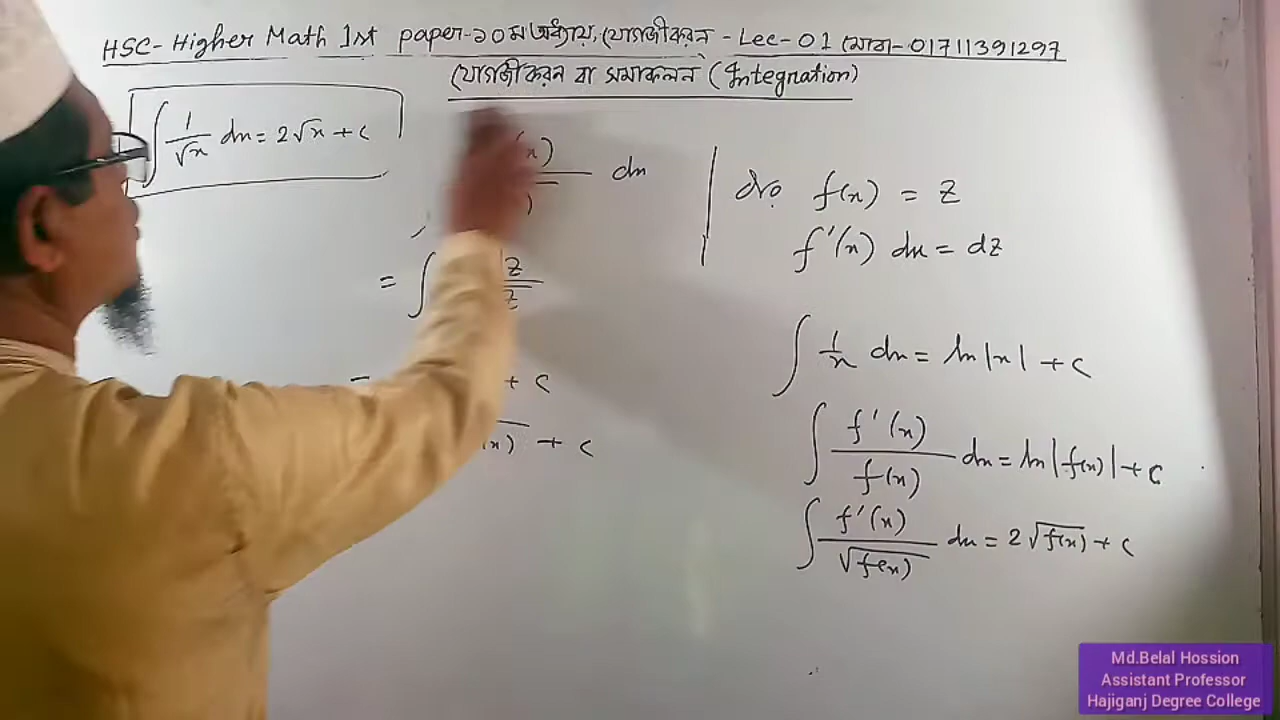 HSC- Higher Math 1st paper-১০ম অধ্যায়, যোগজীকরন - Lec-01 মোবা-01711391297
যোগজীকরন বা সমাকলন (Integration)
∫ 1/√x dx = 2√x + c
(x) dx
= ∫ z/z
= + c
(x) + c
f(x) = z
f'(x) dx = dz
∫ 1/x dx = ln|x| + c
∫ f'(x)/f(x) dx = ln|f(x)| + c
∫ f'(x)/√f(x) dx = 2√f(x) + c
Md.Belal Hossion
Assistant Professor
Hajiganj Degree College